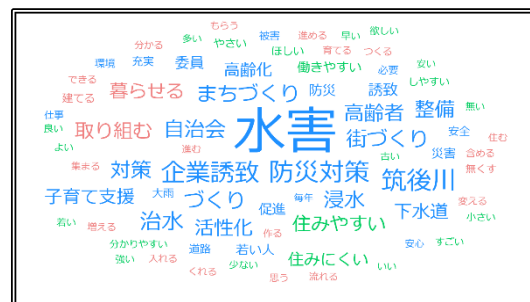 もらう
分かる 多い やさい 被害 進める 早い 欲しい
環境 充実 委員 高齢化 ほしい 育てる つくる
できる 働きやすい 必要 安い
建てる 暮らせる まちづくり 防災 誘致 しやすい
仕事 高齢者 整備 無い
良い 取り組む 自治会 水害 街づくり 安全 住む
よい 進む 古い 災害 含める
集まる 対策 企業誘致 防災対策 筑後川 無くす
子育て支援 大雨 づくり 毎年 浸水 変える
若い 増える 治水 活性化 促進 住みやすい 下水道 小さい
作る
分かりやすい 道路 若い人 安心 すごい
強い 入れる 少ない 住みにくい いい
くれる 思う 流れる